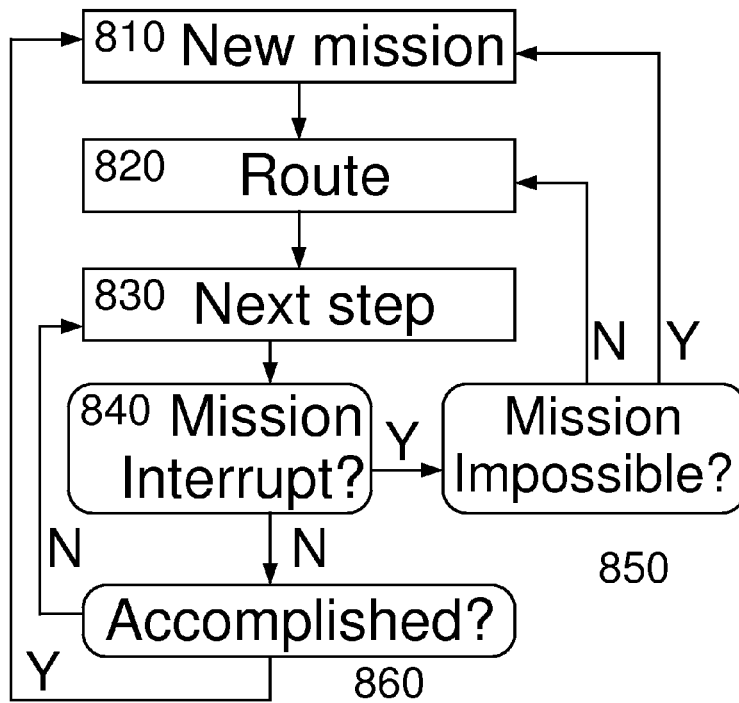 810 New mission
820 Route
830 Next step
N Y
840 Mission
Interrupt?
Y
Mission
Impossible?
N N
850
Accomplished?
Y
860